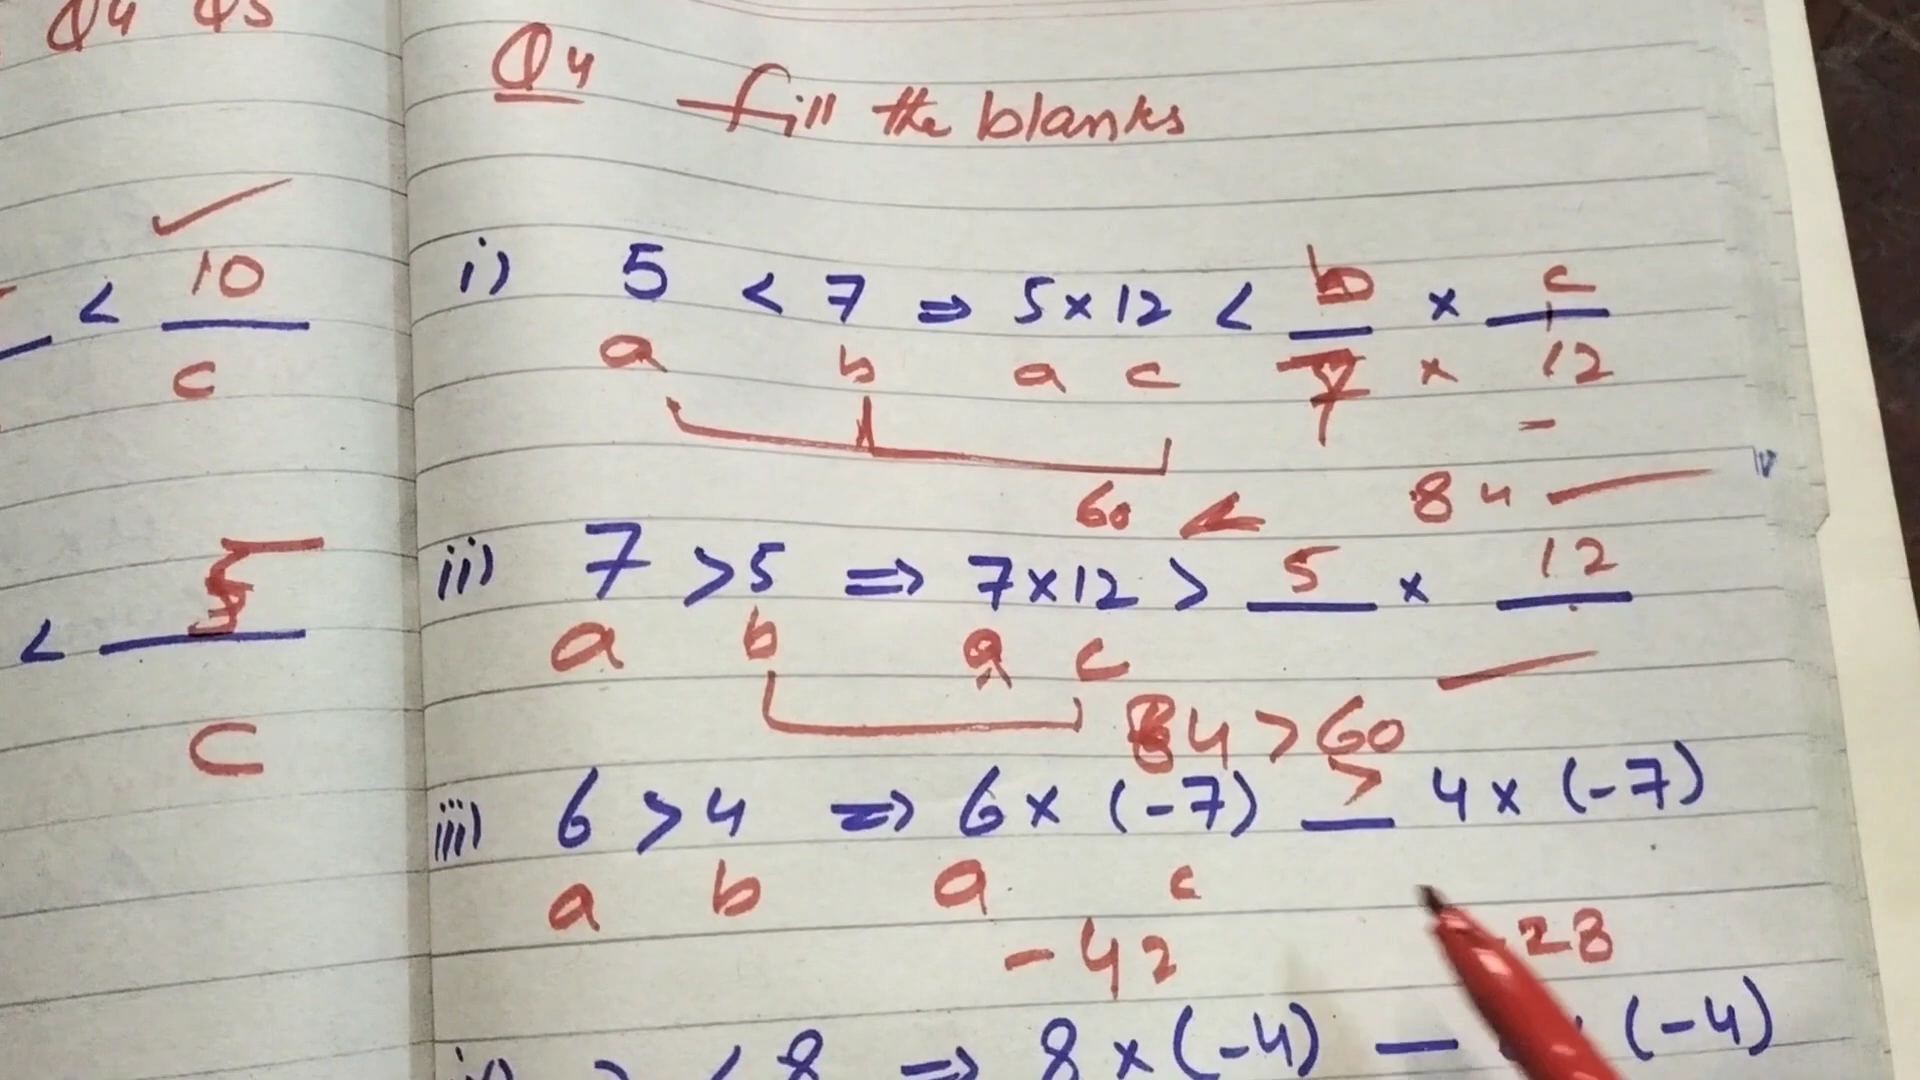 Q4 Q5
Q4 fill the blanks
< 10
c
i) 5 < 7 ⇒ 5 × 12 < b × c
a b a c 7 × 12
60 < 84
< 5
c
ii) 7 > 5 ⇒ 7 × 12 > 5 × 12
a b a c
84 > 60
iii) 6 > 4 ⇒ 6 × (-7) > 4 × (-7)
a b a c
-42 -28
< 8 ⇒ 8 × (-4) _ (-4)